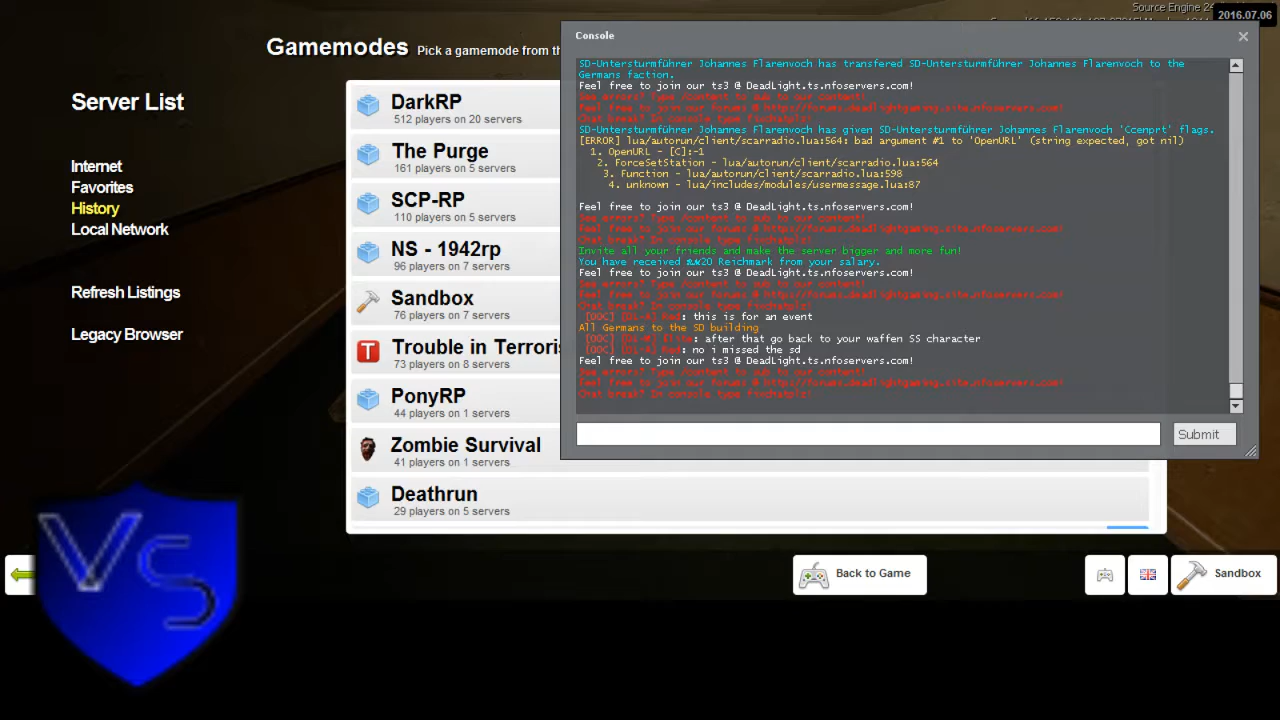 Source Engine 24
2016.07.06
Gamemodes Pick a gamemode from th
Server List
Internet
Favorites
History
Local Network
Refresh Listings
Legacy Browser
DarkRP
512 players on 20 servers
The Purge
161 players on 5 servers
SCP-RP
110 players on 5 servers
NS - 1942rp
96 players on 7 servers
Sandbox
76 players on 7 servers
Trouble in Terroris
73 players on 8 servers
PonyRP
44 players on 1 servers
Zombie Survival
41 players on 1 servers
Deathrun
29 players on 5 servers
Console
SD-Untersturmführer Johannes Flarenvoch has transfered SD-Untersturmführer Johannes Flarenvoch to the
Germans faction.
Feel free to join our ts3 @ DeadLight.ts.nfoservers.com!
See errors? Type /content to sub to our content!
Feel free to join our forums @ http://forums.deadlightgaming.site.nfoservers.com!
Chat break? In console type fixchatplz!
SD-Untersturmführer Johannes Flarenvoch has given SD-Untersturmführer Johannes Flarenvoch 'Ccenprt' flags.
[ERROR] lua/autorun/client/scarradio.lua:564: bad argument #1 to 'OpenURL' (string expected, got nil)
1. OpenURL - [C]:-1
2. ForceSetStation - lua/autorun/client/scarradio.lua:564
3. Function - lua/autorun/client/scarradio.lua:598
4. unknown - lua/includes/modules/usermessage.lua:87
Feel free to join our ts3 @ DeadLight.ts.nfoservers.com!
See errors? Type /content to sub to our content!
Feel free to join our forums @ http://forums.deadlightgaming.site.nfoservers.com!
Chat break? In console type fixchatplz!
Invite all your friends and make the server bigger and more fun!
You have received 20 Reichmark from your salary.
Feel free to join our ts3 @ DeadLight.ts.nfoservers.com!
See errors? Type /content to sub to our content!
Feel free to join our forums @ http://forums.deadlightgaming.site.nfoservers.com!
Chat break? In console type fixchatplz!
[OOC] [DL-A] Red: this is for an event
All Germans to the SD building
[OOC] after that go back to your waffen SS character
[OOC] [DL-A] Red: no i missed the sd
Feel free to join our ts3 @ DeadLight.ts.nfoservers.com!
See errors? Type /content to sub to our content!
Feel free to join our forums @ http://forums.deadlightgaming.site.nfoservers.com!
Chat break? In console type fixchatplz!
Submit
VS
Back to Game
Sandbox